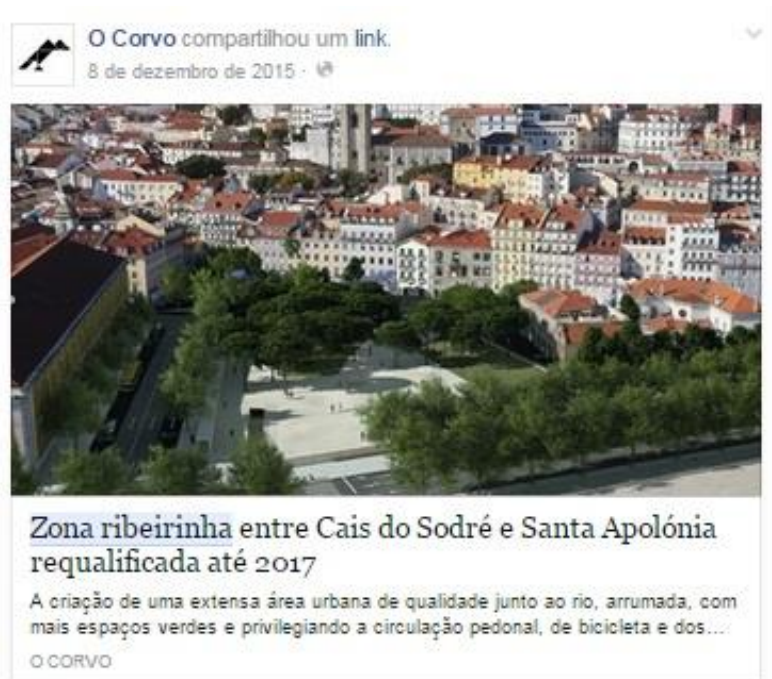 O Corvo compartilhou um link.
8 de dezembro de 2015 ·
Zona ribeirinha entre Cais do Sodré e Santa Apolónia
requalificada até 2017
A criação de uma extensa área urbana de qualidade junto ao rio, arrumada, com
mais espaços verdes e privilegiando a circulação pedonal, de bicicleta e dos...
O CORVO